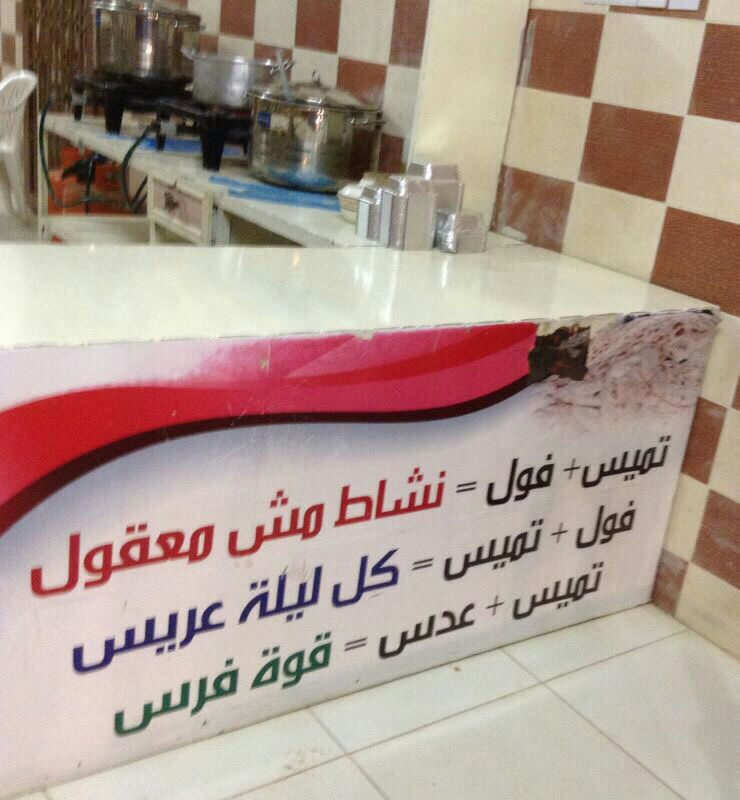 تميس+ فول = نشاط مش معقول
فول + تميس = كل ليلة عريس
تميس + عدس = قوة فرس